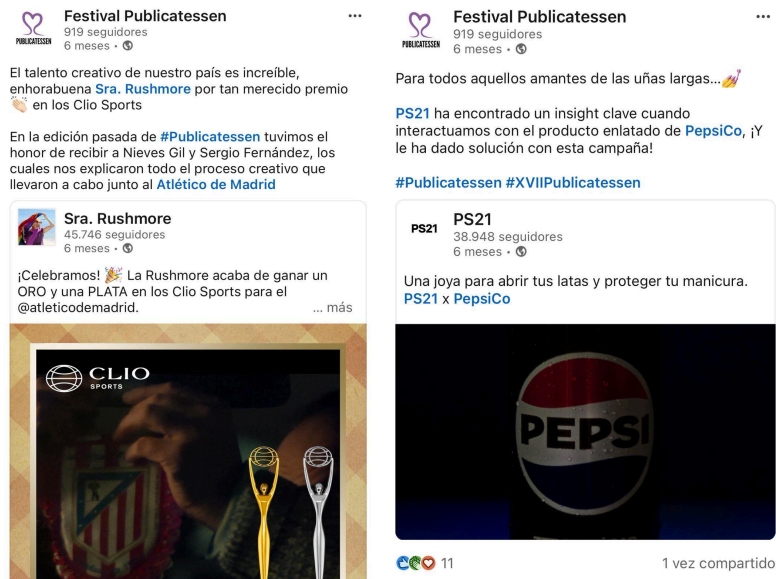 Festival Publicatessen
919 seguidores
6 meses •
PUBLICATESSEN
El talento creativo de nuestro país es increíble,
enhorabuena Sra. Rushmore por tan merecido premio
👏🏻 en los Clio Sports
En la edición pasada de #Publicatessen tuvimos el
honor de recibir a Nieves Gil y Sergio Fernández, los
cuales nos explicaron todo el proceso creativo que
llevaron a cabo junto al Atlético de Madrid
Sra. Rushmore
45.746 seguidores
6 meses •
¡Celebramos! 🎉 La Rushmore acaba de ganar un
ORO y una PLATA en los Clio Sports para el
@atleticodemadrid.
... más
CLIO
SPORTS
Festival Publicatessen
919 seguidores
6 meses •
PUBLICATESSEN
Para todos aquellos amantes de las uñas largas...💅🏻
PS21 ha encontrado un insight clave cuando
interactuamos con el producto enlatado de PepsiCo, ¡Y
le ha dado solución con esta campaña!
#Publicatessen #XVIIPublicatessen
PS21
PS21
38.948 seguidores
6 meses •
Una joya para abrir tus latas y proteger tu manicura.
PS21 x PepsiCo
PEPSI
11
1 vez compartido